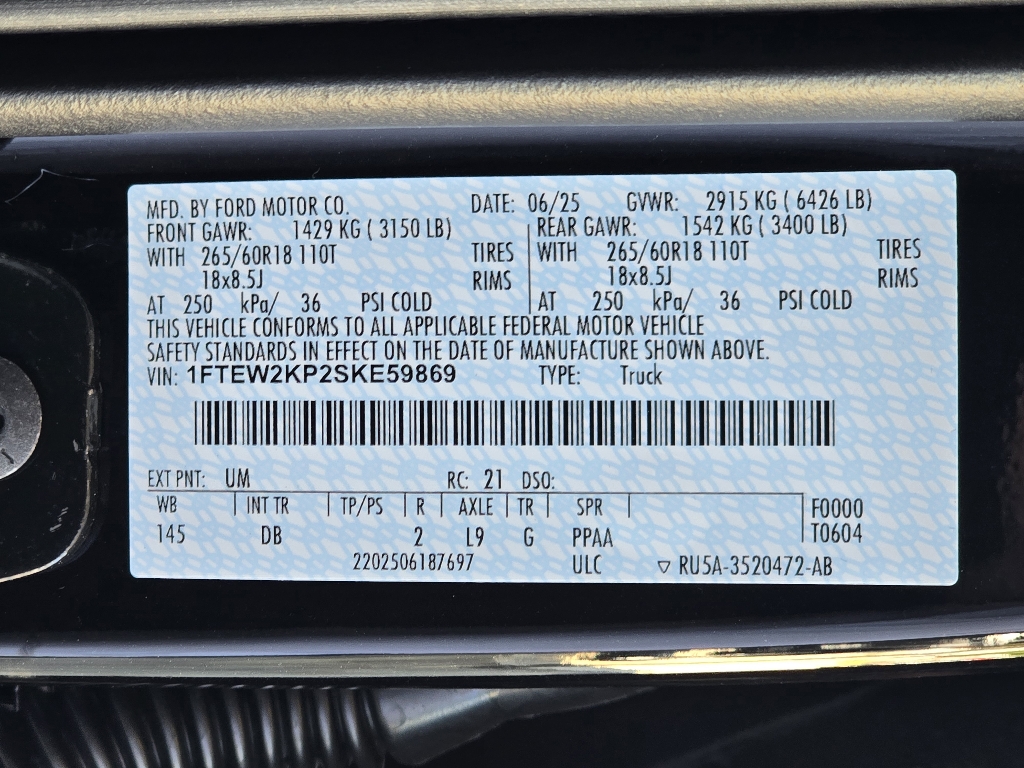 MFD. BY FORD MOTOR CO. DATE: 06/25 GVWR: 2915 KG ( 6426 LB)
FRONT GAWR: 1429 KG ( 3150 LB) REAR GAWR: 1542 KG ( 3400 LB)
WITH 265/60R18 110T TIRES WITH 265/60R18 110T TIRES
18x8.5J RIMS 18x8.5J RIMS
AT 250 kPa/ 36 PSI COLD AT 250 kPa/ 36 PSI COLD
THIS VEHICLE CONFORMS TO ALL APPLICABLE FEDERAL MOTOR VEHICLE
SAFETY STANDARDS IN EFFECT ON THE DATE OF MANUFACTURE SHOWN ABOVE.
VIN: 1FTEW2KP2SKE59869 TYPE: Truck
EXT PNT: UM RC: 21 DSO:
WB INT TR TP/PS R AXLE TR SPR F0000
145 DB 2 L9 G PPAA T0604
2202506187697 ULC ▽ RU5A-3520472-AB